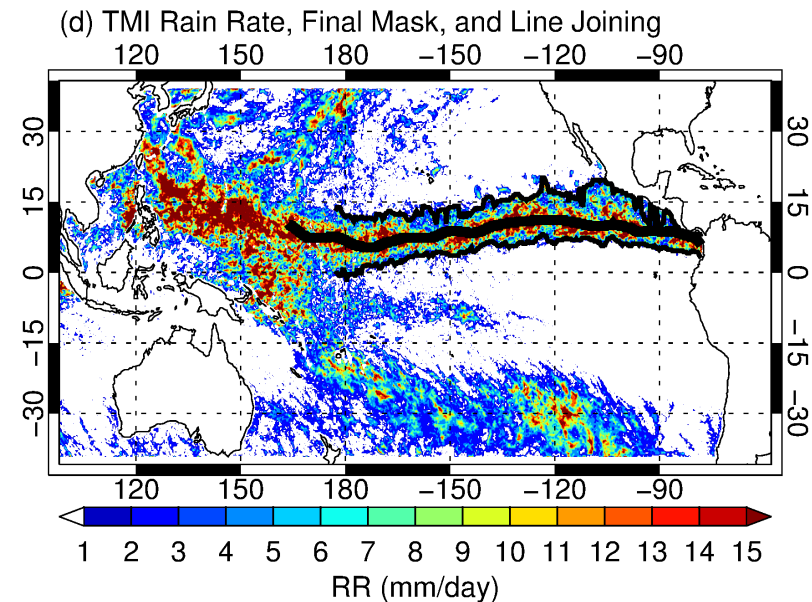 (d) TMI Rain Rate, Final Mask, and Line Joining
120 150 180 −150 −120 −90
30 30
15 15
0 0
−15 −15
−30 −30
120 150 180 −150 −120 −90
1 2 3 4 5 6 7 8 9 10 11 12 13 14 15
RR (mm/day)